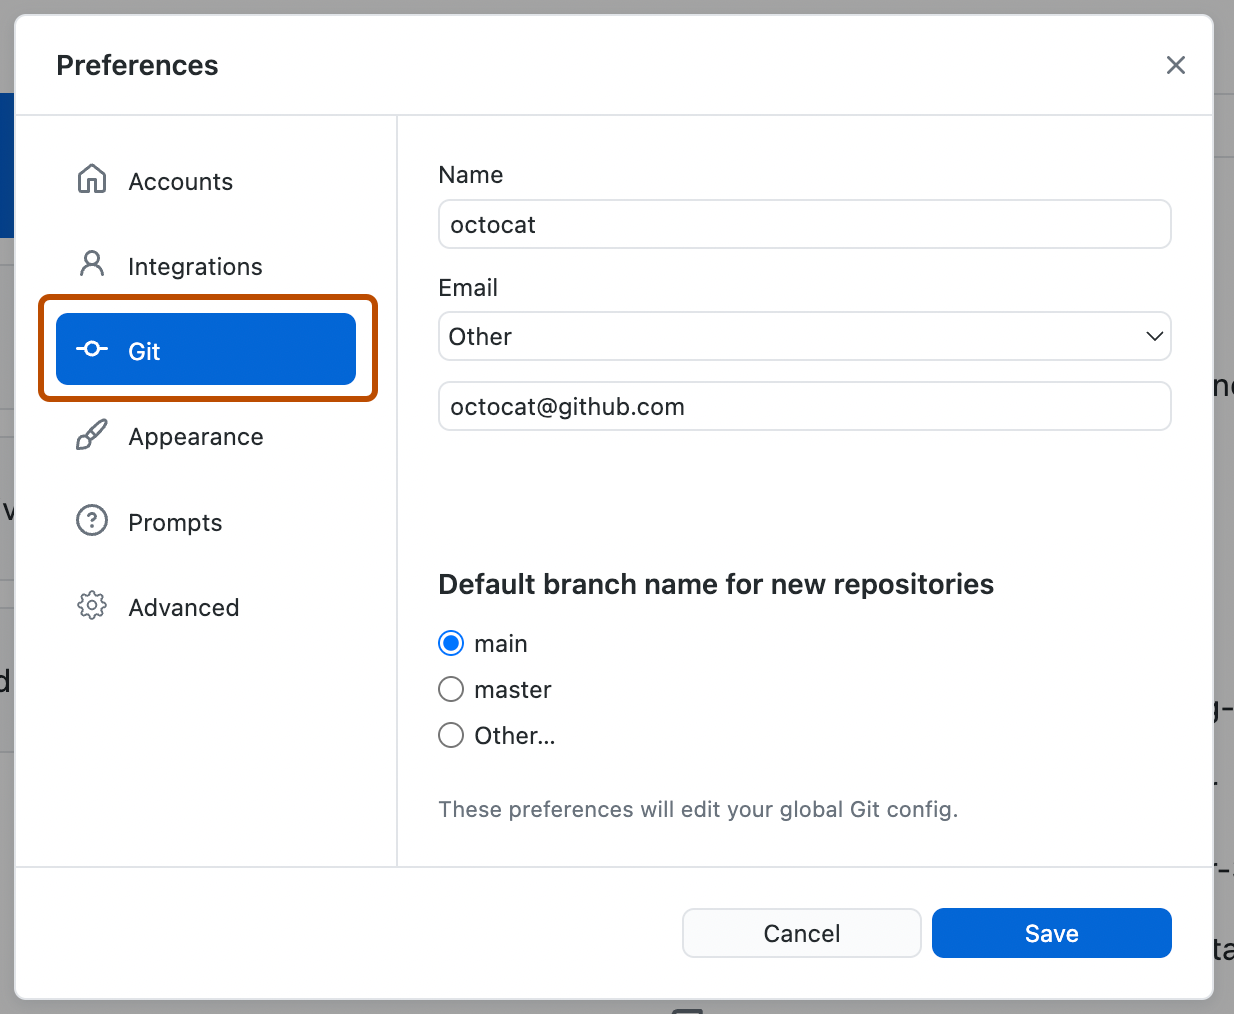 Preferences
Accounts
Integrations
Git
Appearance
Prompts
Advanced
Name
octocat
Email
Other
octocat@github.com
Default branch name for new repositories
main
master
Other...
These preferences will edit your global Git config.
Cancel
Save